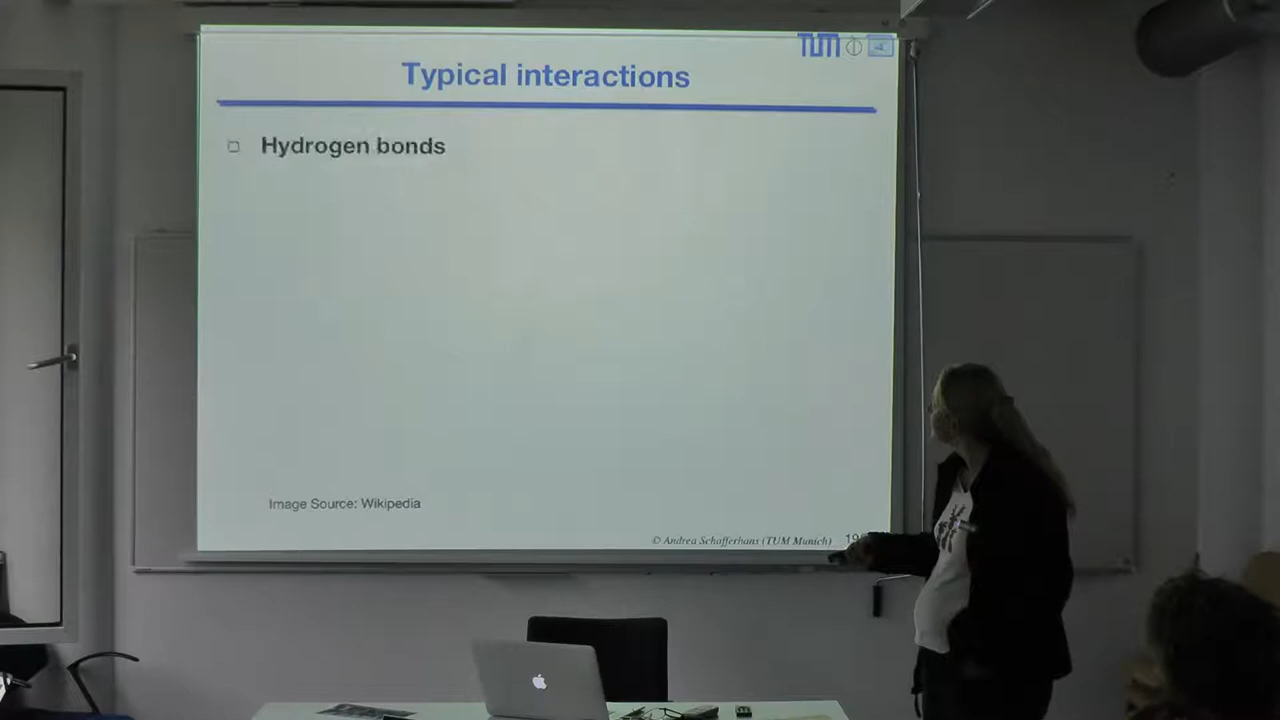 TUM
Typical interactions
Hydrogen bonds
Image Source: Wikipedia
© Andrea Schafferhans (TUM Munich)